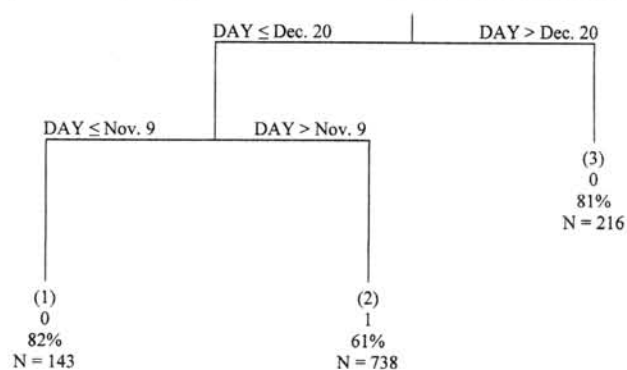 DAY ≤ Dec. 20
DAY > Dec. 20
DAY ≤ Nov. 9
DAY > Nov. 9
(3)
0
81%
N = 216
(1)
0
82%
N = 143
(2)
1
61%
N = 738